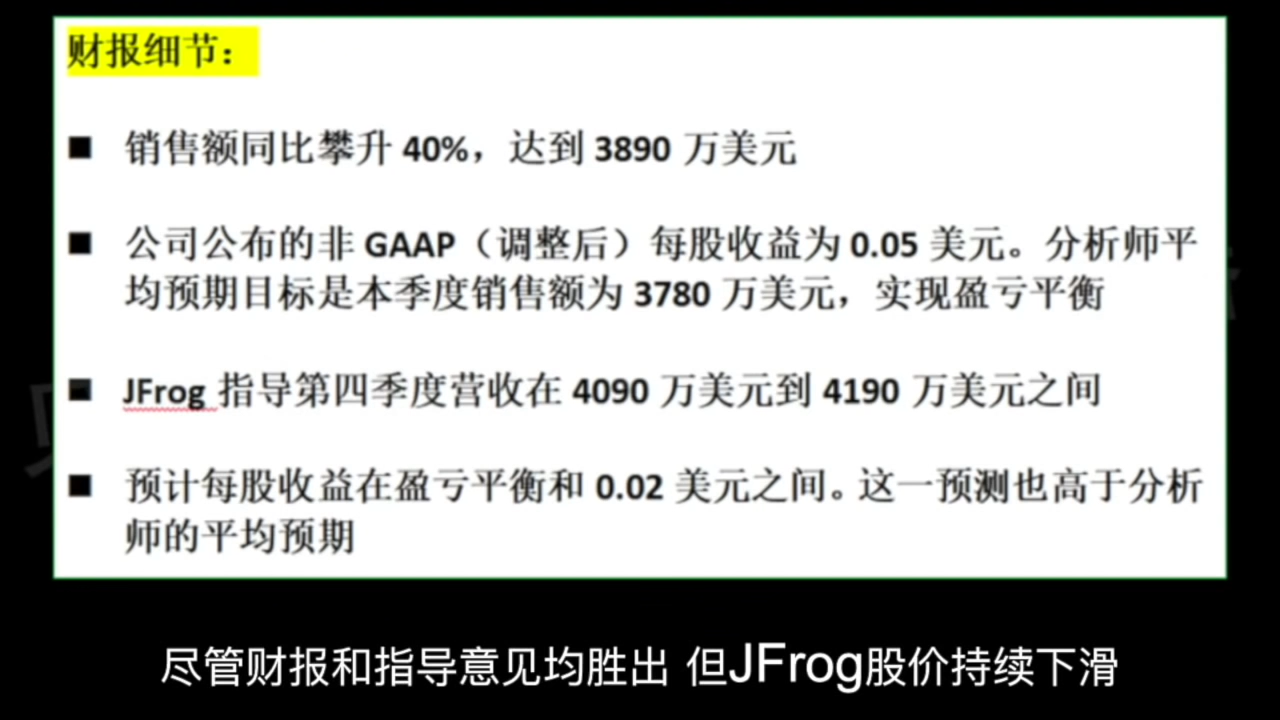 财报细节：
■ 销售额同比攀升 40%，达到 3890 万美元
■ 公司公布的非 GAAP（调整后）每股收益为 0.05 美元。分析师平
均预期目标是本季度销售额为 3780 万美元，实现盈亏平衡
■ JFrog 指导第四季度营收在 4090 万美元到 4190 万美元之间
■ 预计每股收益在盈亏平衡和 0.02 美元之间。这一预测也高于分析
师的平均预期
尽管财报和指导意见均胜出 但JFrog股价持续下滑